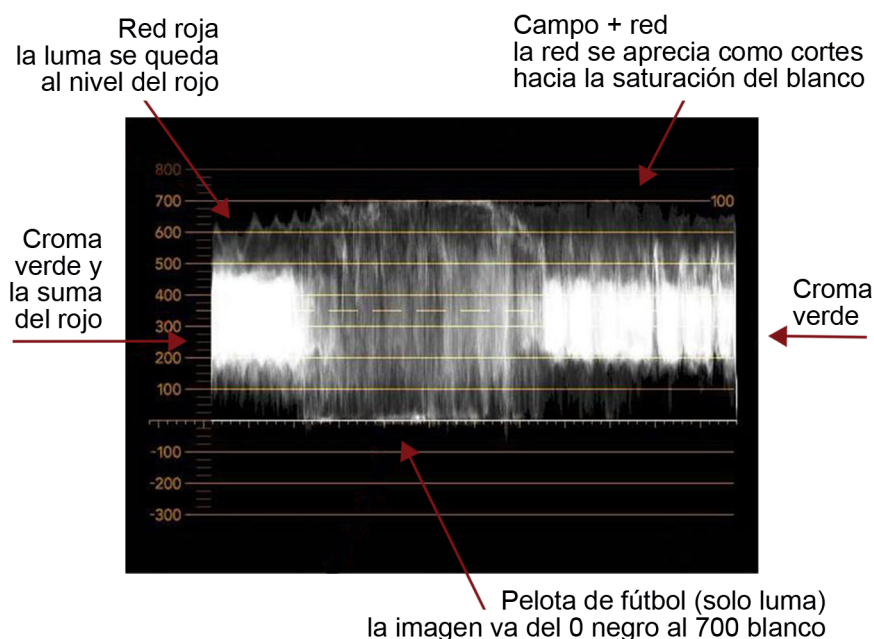 Red roja
la luma se queda
al nivel del rojo
Campo + red
la red se aprecia como cortes
hacia la saturación del blanco
800
700
100
600
500
400
300
200
100
-100
-200
-300
Croma
verde y
la suma
del rojo
Croma
verde
Pelota de fútbol (solo luma)
la imagen va del 0 negro al 700 blanco